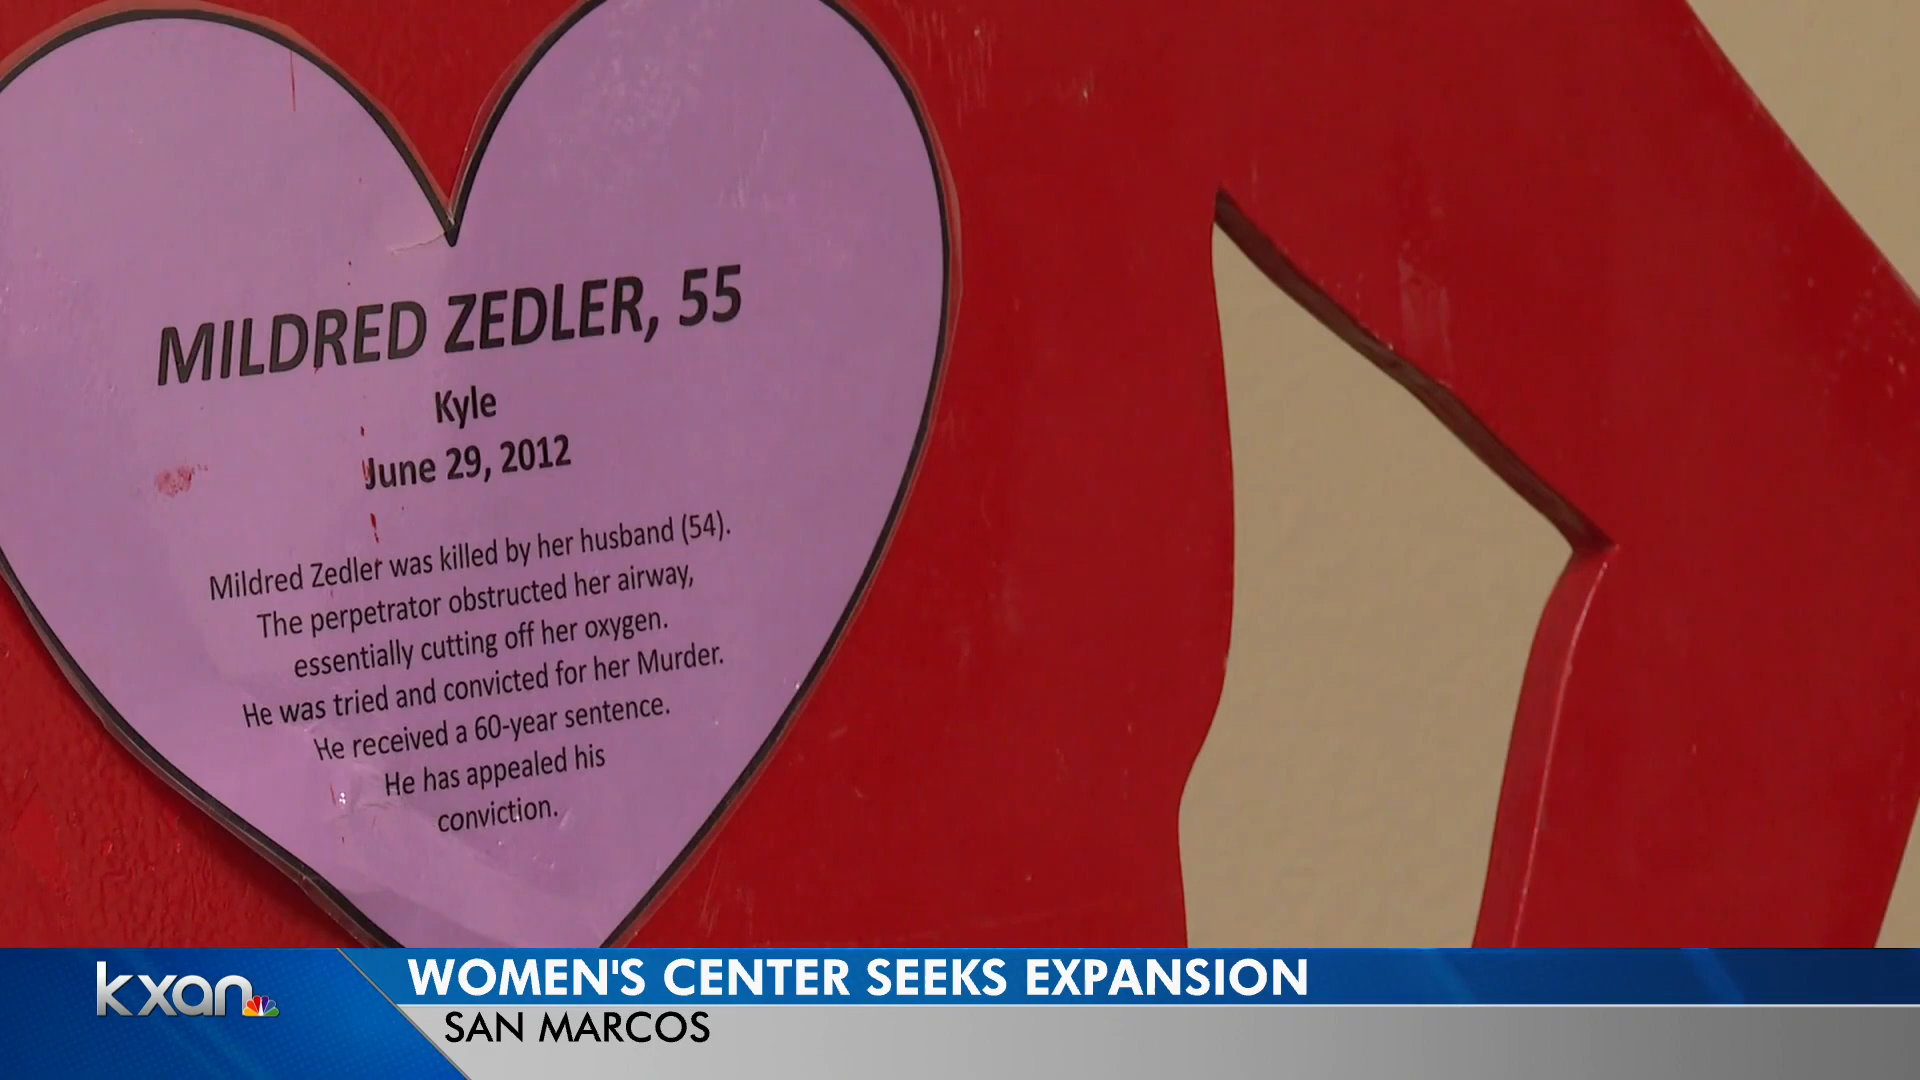 MILDRED ZEDLER, 55
Kyle
June 29, 2012
Mildred Zedler was killed by her husband (54).
The perpetrator obstructed her airway,
essentially cutting off her oxygen.
He was tried and convicted for her Murder.
He received a 60-year sentence.
He has appealed his
conviction.
kxan
WOMEN'S CENTER SEEKS EXPANSION
SAN MARCOS